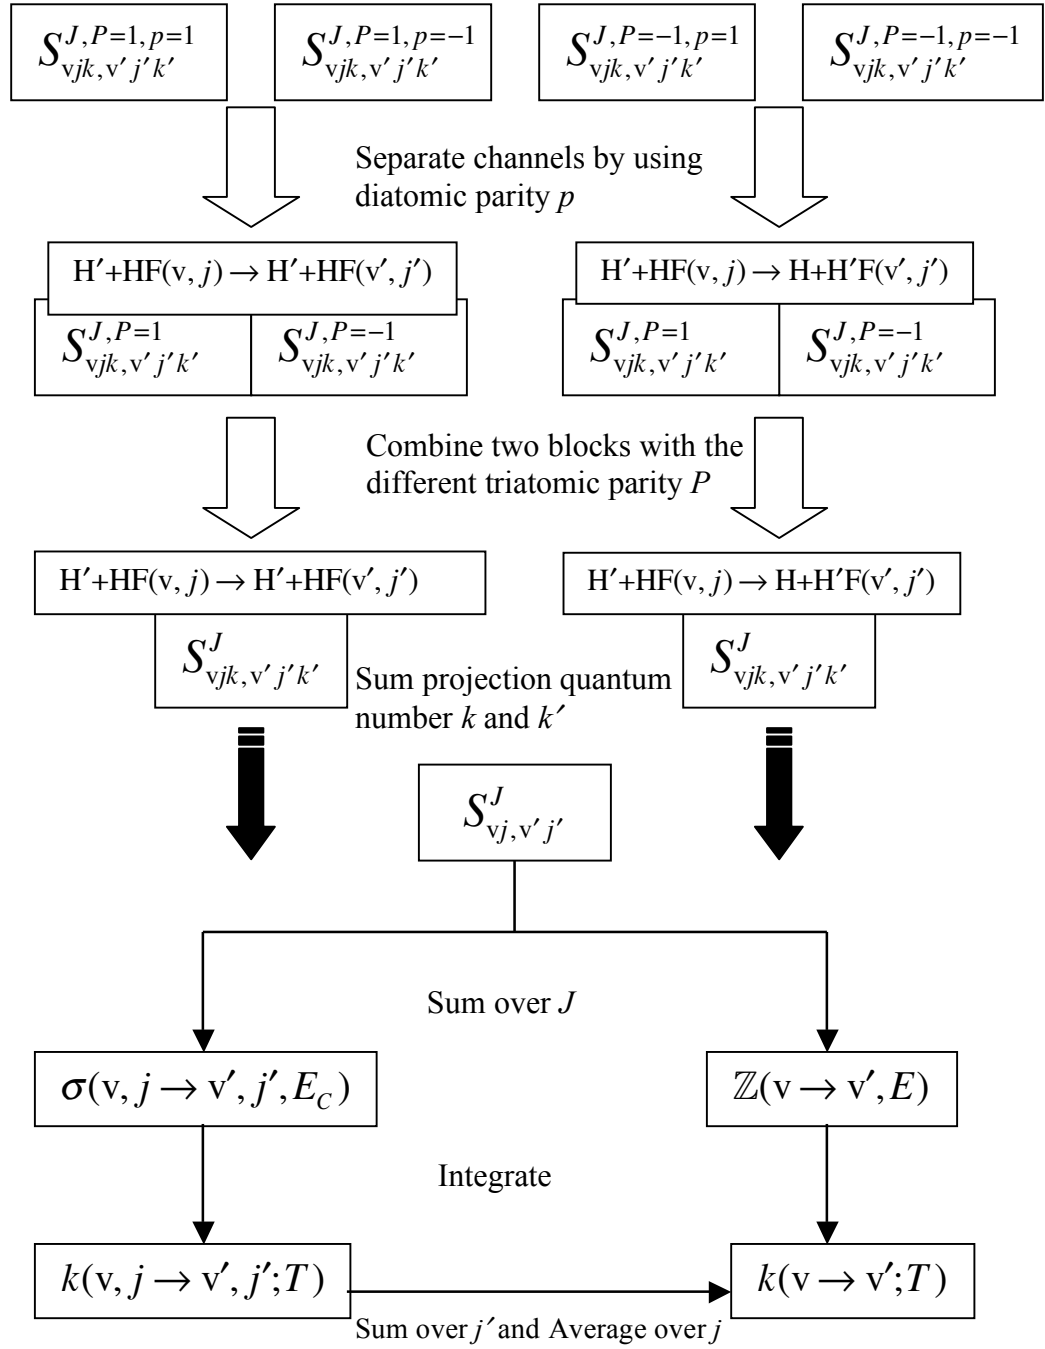 S^{J,P=1,p=1}_{vjk,v′j′k′} S^{J,P=1,p=−1}_{vjk,v′j′k′} S^{J,P=−1,p=1}_{vjk,v′j′k′} S^{J,P=−1,p=−1}_{vjk,v′j′k′}
Separate channels by using
diatomic parity p
H′+HF(v, j) → H′+HF(v′, j′) H′+HF(v, j) → H+H′F(v′, j′)
S^{J,P=1}_{vjk,v′j′k′} S^{J,P=−1}_{vjk,v′j′k′} S^{J,P=1}_{vjk,v′j′k′} S^{J,P=−1}_{vjk,v′j′k′}
Combine two blocks with the
different triatomic parity P
H′+HF(v, j) → H′+HF(v′, j′) H′+HF(v, j) → H+H′F(v′, j′)
S^{J}_{vjk,v′j′k′} S^{J}_{vjk,v′j′k′}
Sum projection quantum
number k and k′
S^{J}_{vj,v′j′}
Sum over J
σ(v, j → v′, j′, E_C) ℤ(v → v′, E)
Integrate
k(v, j → v′, j′;T) k(v → v′;T)
Sum over j′ and Average over j